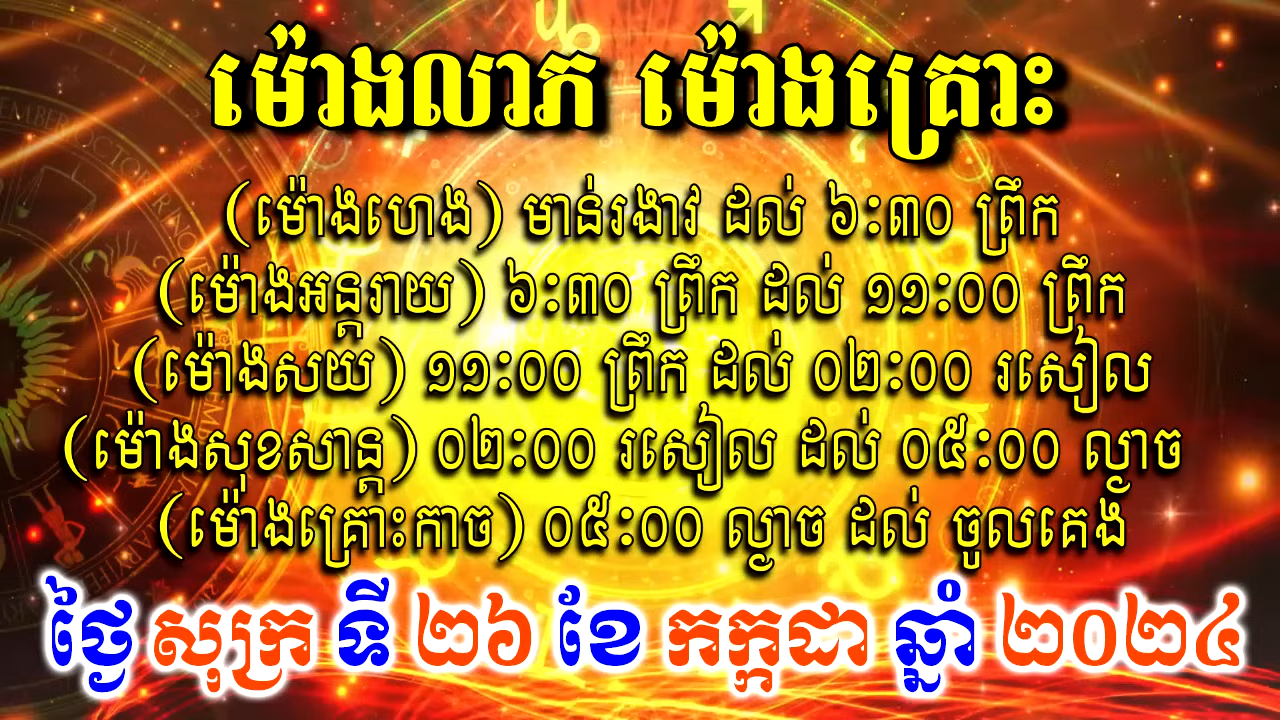 ម៉ោងលាភ ម៉ោងគ្រោះ
(ម៉ោងហេង) មាន់រងាវ ដល់ ៦:៣០ ព្រឹក
(ម៉ោងអន្តរាយ) ៦:៣០ ព្រឹក ដល់ ១១:០០ ព្រឹក
(ម៉ោងសយ) ១១:០០ ព្រឹក ដល់ ០២:០០ រសៀល
(ម៉ោងសុខសាន្ត) ០២:០០ រសៀល ដល់ ០៥:០០ ល្ងាច
(ម៉ោងគ្រោះកាច) ០៥:០០ ល្ងាច ដល់ ចូលគេង
ថ្ងៃ សុក្រ ទី ២៦ ខែ កក្កដា ឆ្នាំ ២០២៤